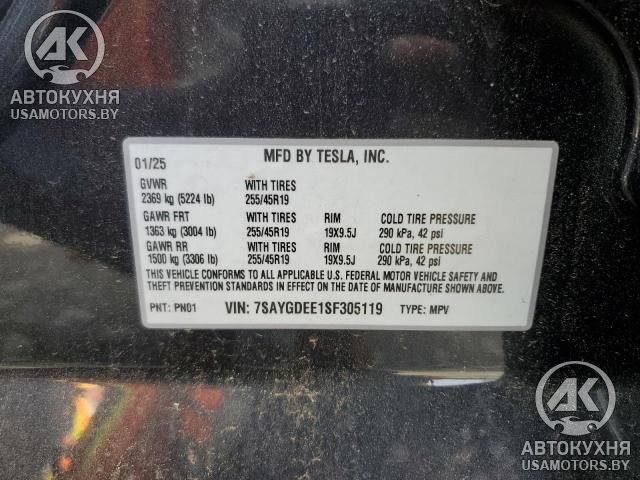 AK
АВТОКУХНЯ
USAMOTORS.BY
01/25 MFD BY TESLA, INC.
GVWR WITH TIRES
2369 kg (5224 lb) 255/45R19
GAWR FRT WITH TIRES RIM COLD TIRE PRESSURE
1363 kg (3004 lb) 255/45R19 19X9.5J 290 kPa, 42 psi
GAWR RR WITH TIRES RIM COLD TIRE PRESSURE
1500 kg (3306 lb) 255/45R19 19X9.5J 290 kPa, 42 psi
THIS VEHICLE CONFORMS TO ALL APPLICABLE U.S. FEDERAL MOTOR VEHICLE SAFETY AND
THEFT PREVENTION STANDARDS IN EFFECT ON THE DATE OF MANUFACTURE SHOWN ABOVE.
PNT: PN01 VIN: 7SAYGDEE1SF305119 TYPE: MPV
AK
АВТОКУХНЯ
USAMOTORS.BY